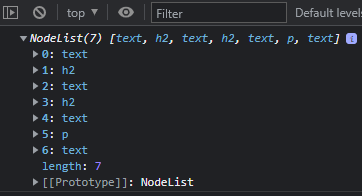 top Filter Default levels
NodeList(7) [text, h2, text, h2, text, p, text] i
0: text
1: h2
2: text
3: h2
4: text
5: p
6: text
length: 7
[[Prototype]]: NodeList